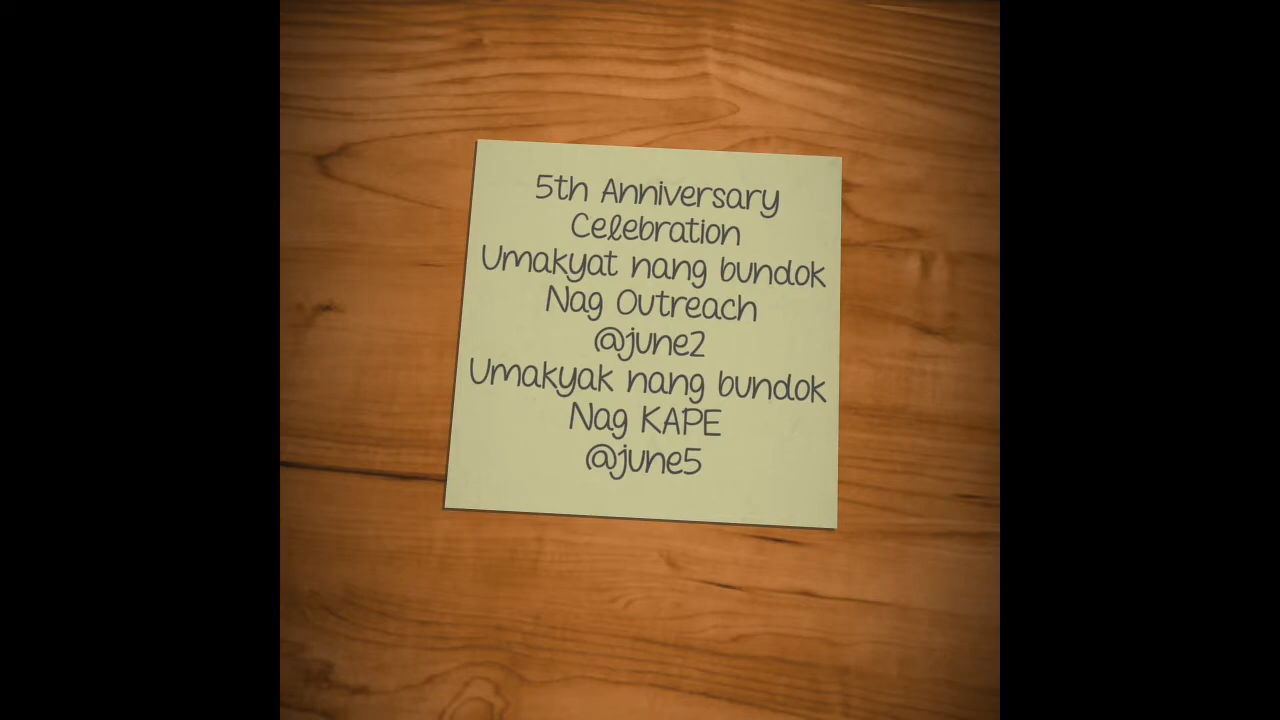 5th Anniversary
Celebration
Umakyat nang bundok
Nag Outreach
@june2
Umakyak nang bundok
Nag KAPE
@june5